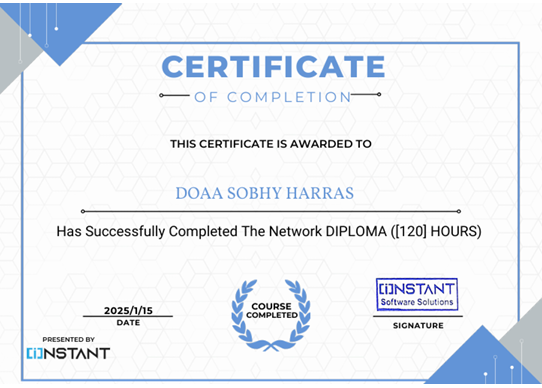 CERTIFICATE
OF COMPLETION
THIS CERTIFICATE IS AWARDED TO
DOAA SOBHY HARRAS
Has Successfully Completed The Network DIPLOMA ([120] HOURS)
2025/1/15
DATE
COURSE
COMPLETED
[i]NSTANT
Software Solutions
SIGNATURE
PRESENTED BY
[i]NSTANT